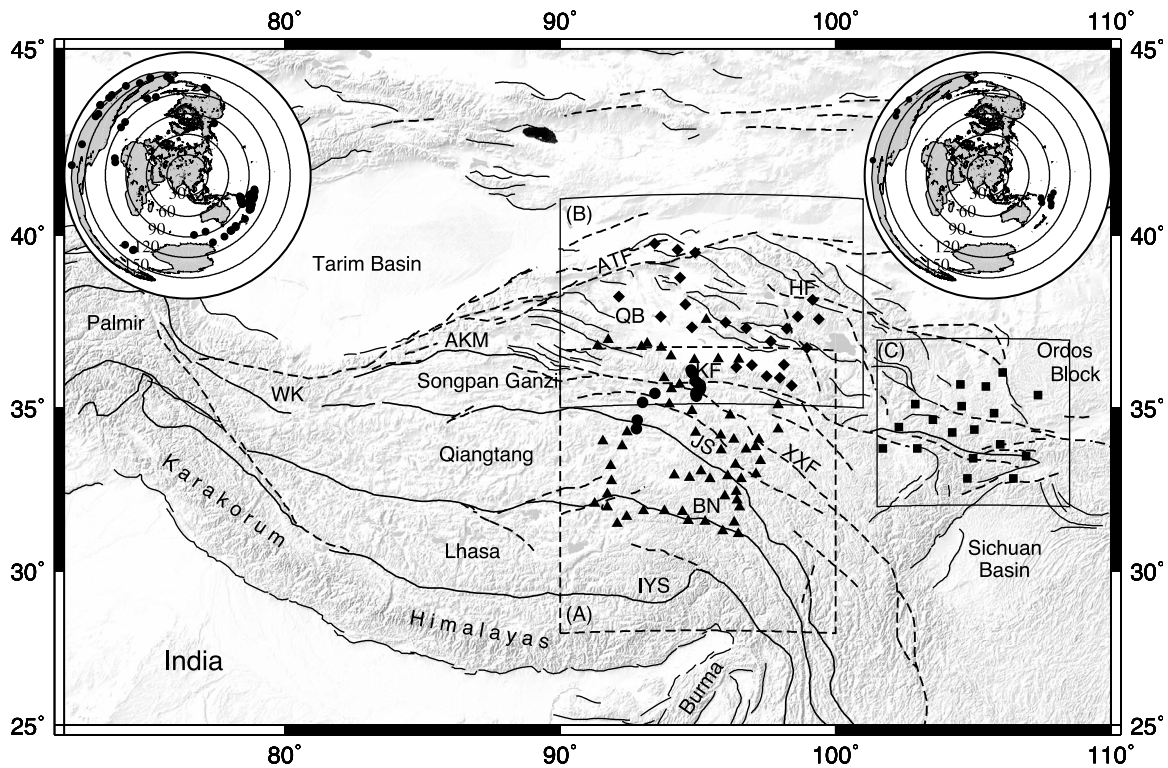 80˚ 90˚ 100˚ 110˚
45˚ 45˚
30
60
90
120
150
30
60
90
120
150
(B)
40˚ 40˚
ATF
Tarim Basin
HF
QB
Palmir
AKM
(C)
Ordos
Block
KF
Songpan Ganzi
WK
35˚ 35˚
JS
XXF
Qiangtang
Karakorum
BN
Lhasa
Sichuan
Basin
30˚ 30˚
IYS
(A)
Himalayas
India
Burma
25˚ 25˚
80˚ 90˚ 100˚ 110˚